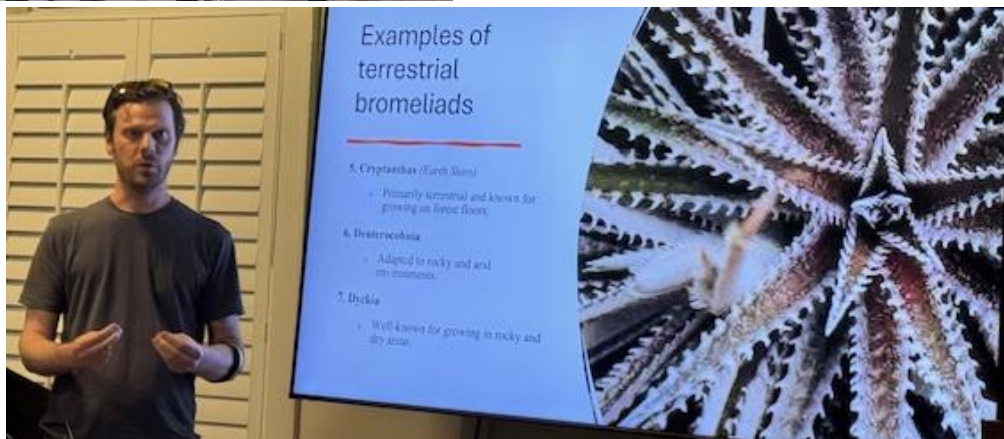 Examples of
terrestrial
bromeliads
5. Cryptanthus (Earth Stars)
Primarily terrestrial and known for
growing on forest floors.
6. Deuterocohnia
Adapted to rocky and arid
environments.
7. Dyckia
Well-known for growing in rocky and
dry areas.